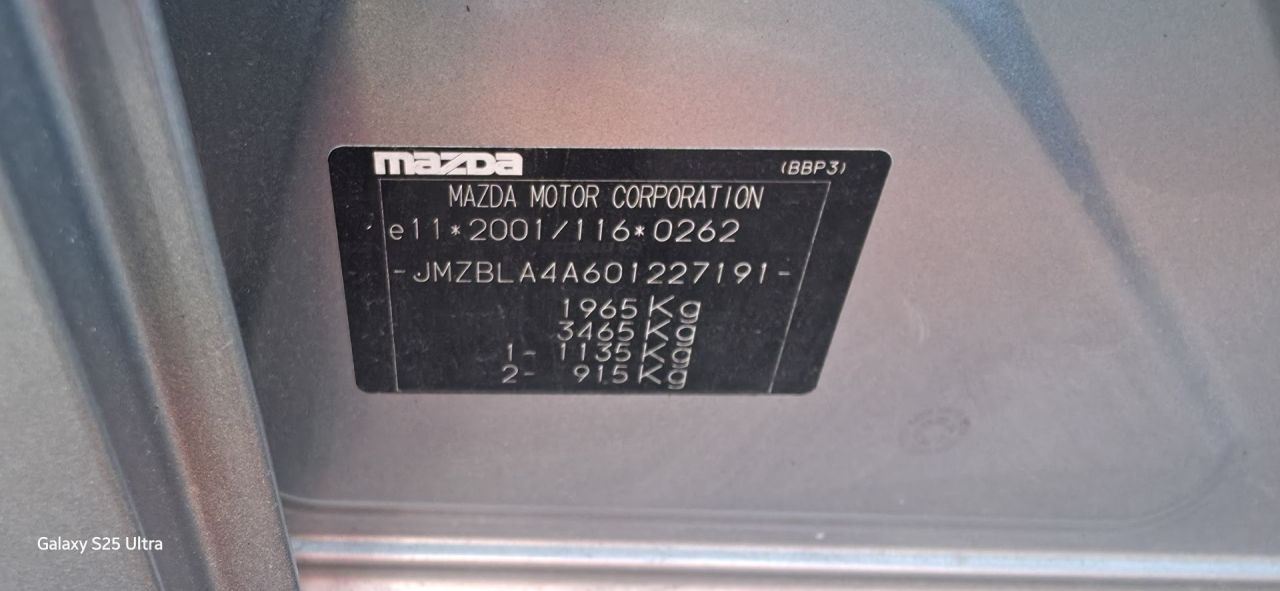 mazda
(BBP3)
MAZDA MOTOR CORPORATION
e11*2001/116*0262
-JMZBLA4A601227191-
1965Kg
3465Kg
1- 1135Kg
2- 915Kg
Galaxy S25 Ultra